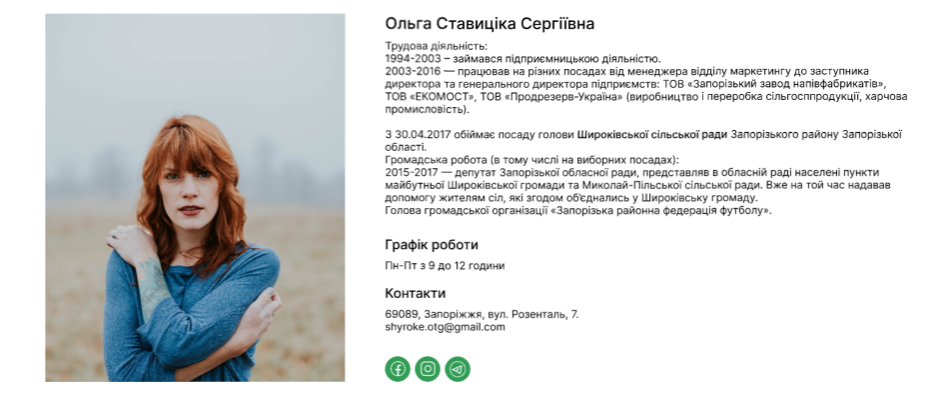 Ольга Ставиціка Сергіївна
Трудова діяльність:
1994-2003 – займався підприємницькою діяльністю.
2003-2016 — працював на різних посадах від менеджера відділу маркетингу до заступника
директора та генерального директора підприємств: ТОВ «Запорізький завод напівфабрикатів»,
ТОВ «ЕКОМОСТ», ТОВ «Продрезерв-Україна» (виробництво і переробка сільгосппродукції, харчова
промисловість).
З 30.04.2017 обіймає посаду голови Широківської сільської ради Запорізького району Запорізької
області.
Громадська робота (в тому числі на виборних посадах):
2015-2017 — депутат Запорізької обласної ради, представляв в обласній раді населені пункти
майбутньої Широківської громади та Миколай-Пільської сільської ради. Вже на той час надавав
допомогу жителям сіл, які згодом об'єднались у Широківську громаду.
Голова громадської організації «Запорізька районна федерація футболу».
Графік роботи
Пн-Пт з 9 до 12 години
Контакти
69089, Запоріжжя, вул. Розенталь, 7.
shyroke.otg@gmail.com